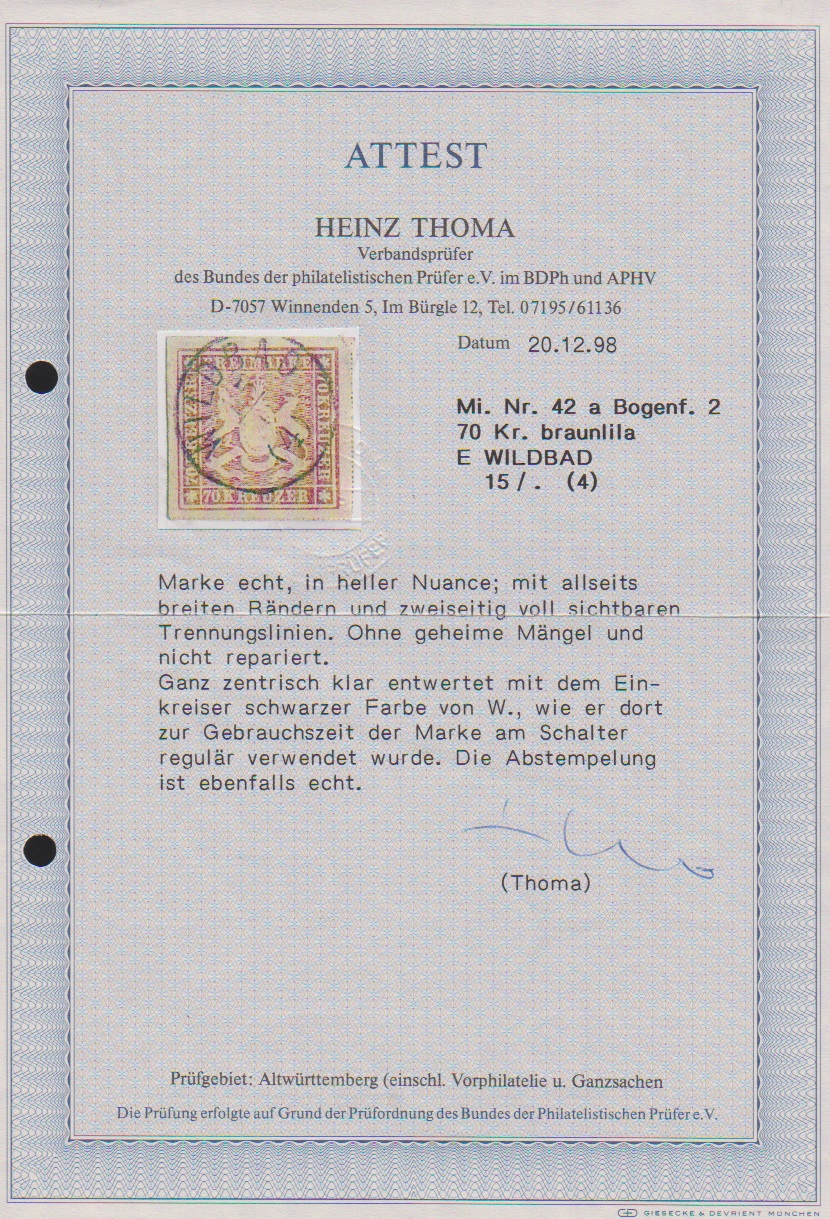 ATTEST
HEINZ THOMA
Verbandsprüfer
des Bundes der philatelistischen Prüfer e.V. im BDPh und APHV
D-7057 Winnenden 5, Im Bürgle 12, Tel. 07195/61136
Datum 20.12.98
WILDBAD
70 KREUZER
Mi. Nr. 42 a Bogenf. 2
70 Kr. braunlila
E WILDBAD
15/. (4)
PRÜFER
Marke echt, in heller Nuance; mit allseits
breiten Rändern und zweiseitig voll sichtbaren
Trennungslinien. Ohne geheime Mängel und
nicht repariert.
Ganz zentrisch klar entwertet mit dem Ein-
kreiser schwarzer Farbe von W., wie er dort
zur Gebrauchszeit der Marke am Schalter
regulär verwendet wurde. Die Abstempelung
ist ebenfalls echt.
(Thoma)
Prüfgebiet: Altwürttemberg (einschl. Vorphilatelie u. Ganzsachen
Die Prüfung erfolgte auf Grund der Prüfordnung des Bundes der Philatelistischen Prüfer e.V.
GIESECKE & DEVRIENT MÜNCHEN